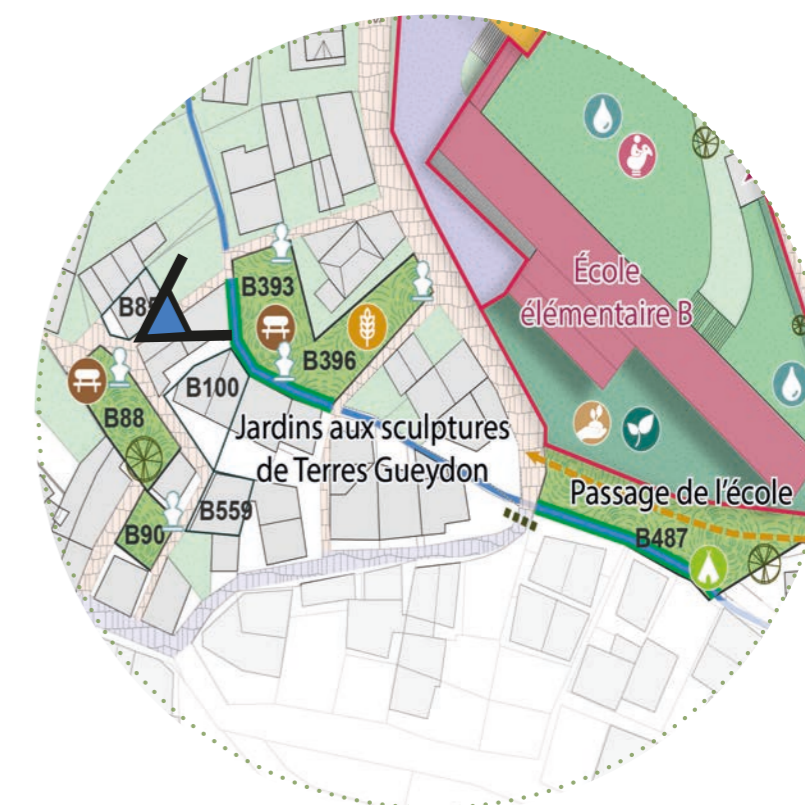 École
élémentaire B
B393
B396
B88
B100
Jardins aux sculptures
de Terres Gueydon
B559
B90
Passage de l'école
B487